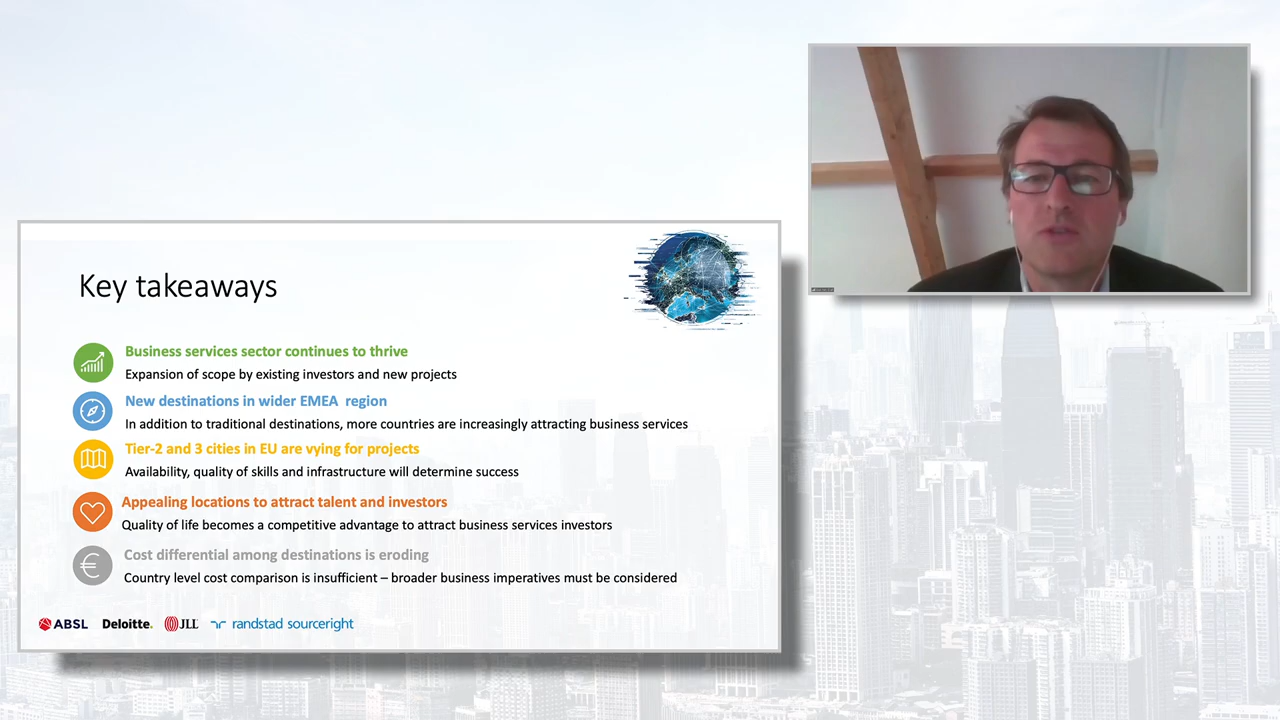 Key takeaways
Business services sector continues to thrive
Expansion of scope by existing investors and new projects
New destinations in wider EMEA  region
In addition to traditional destinations, more countries are increasingly attracting business services
Tier-2 and 3 cities in EU are vying for projects
Availability, quality of skills and infrastructure will determine success
Appealing locations to attract talent and investors
Quality of life becomes a competitive advantage to attract business services investors
€ Cost differential among destinations is eroding
Country level cost comparison is insufficient – broader business imperatives must be considered
ABSL Deloitte. JLL randstad sourceright